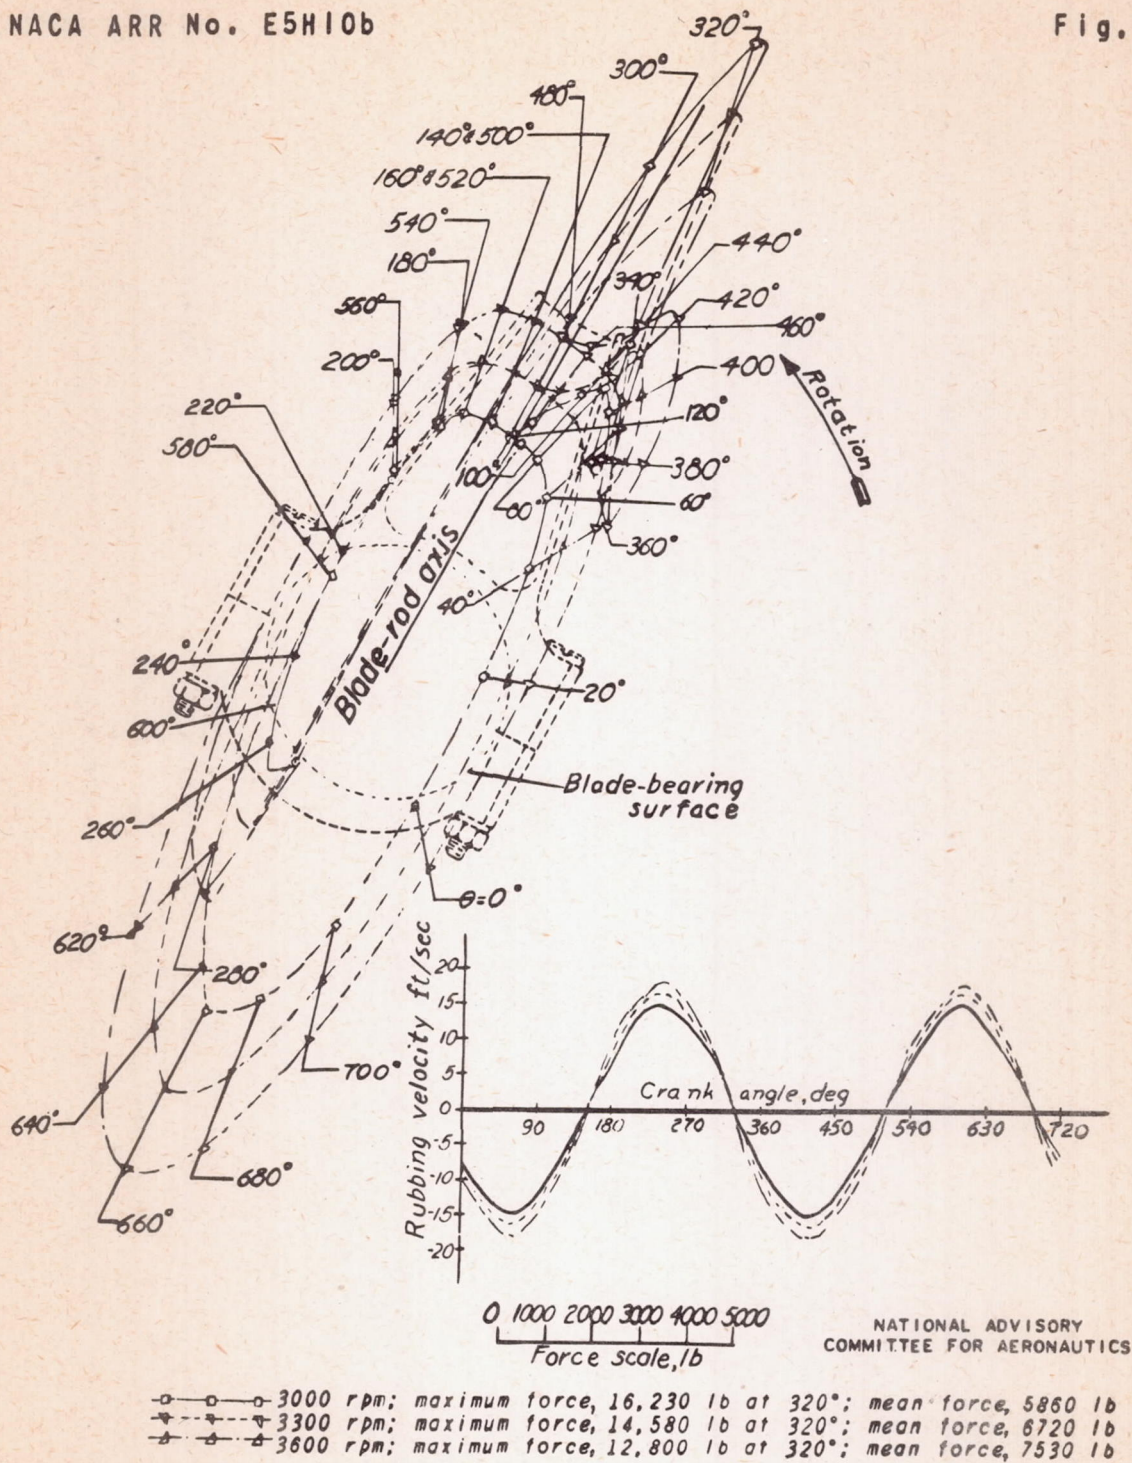 NACA ARR No. E5H10b
Fig.
320°
300°
480°
140°&500°
160°&520°
540°
180°
560°
200°
220°
580°
340°
440°
420°
460°
400
120°
100°
380°
80°
60°
360°
40°
Rotation
Blade-rod axis
240°
600°
20°
260°
Blade-bearing
surface
θ=0°
620°
280°
700°
640°
680°
660°
Rubbing velocity ft/sec
20
15
10
5
0
-5
-10
-15
-20
Crank angle, deg
90 180 270 360 450 540 630 720
0 1000 2000 3000 4000 5000
Force scale, lb
NATIONAL ADVISORY
COMMITTEE FOR AERONAUTICS
3000 rpm; maximum force, 16,230 lb at 320°; mean force, 5860 lb
3300 rpm; maximum force, 14,580 lb at 320°; mean force, 6720 lb
3600 rpm; maximum force, 12,800 lb at 320°; mean force, 7530 lb